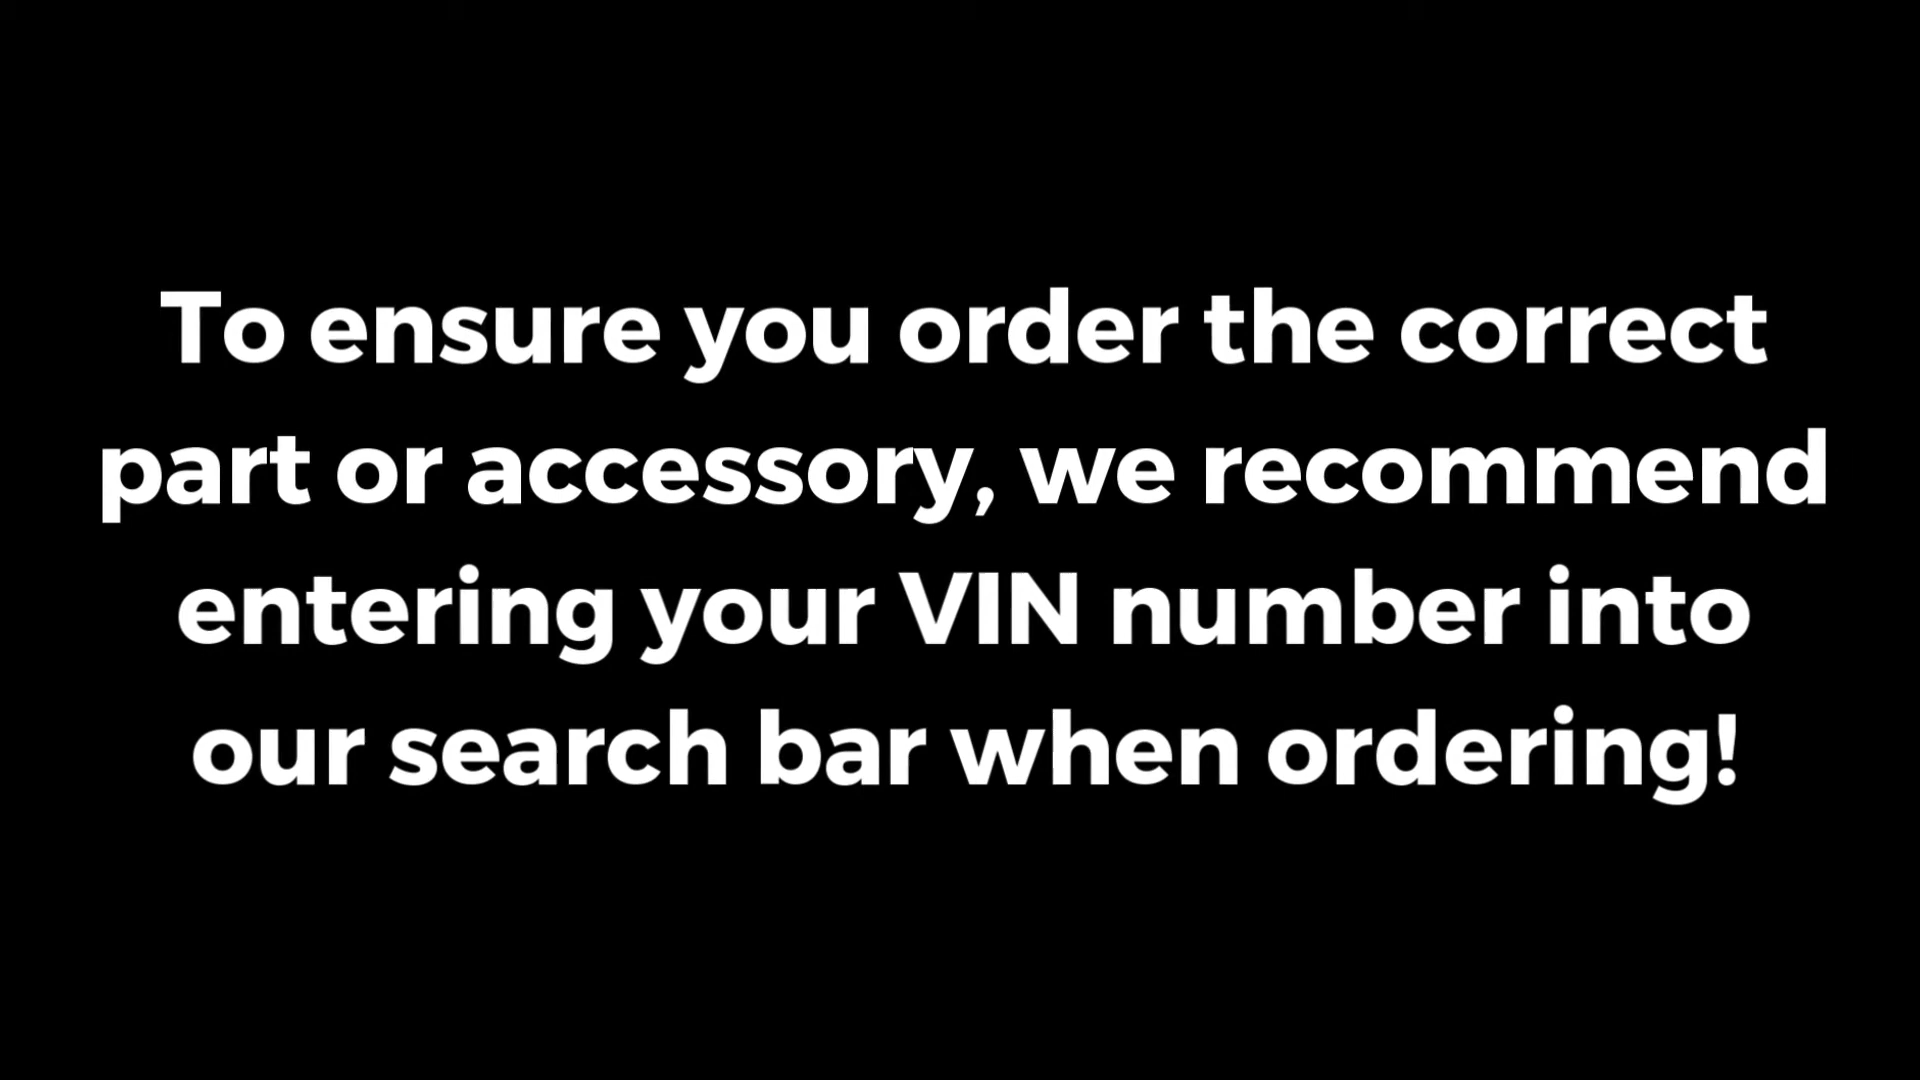 To ensure you order the correct
part or accessory, we recommend
entering your VIN number into
our search bar when ordering!